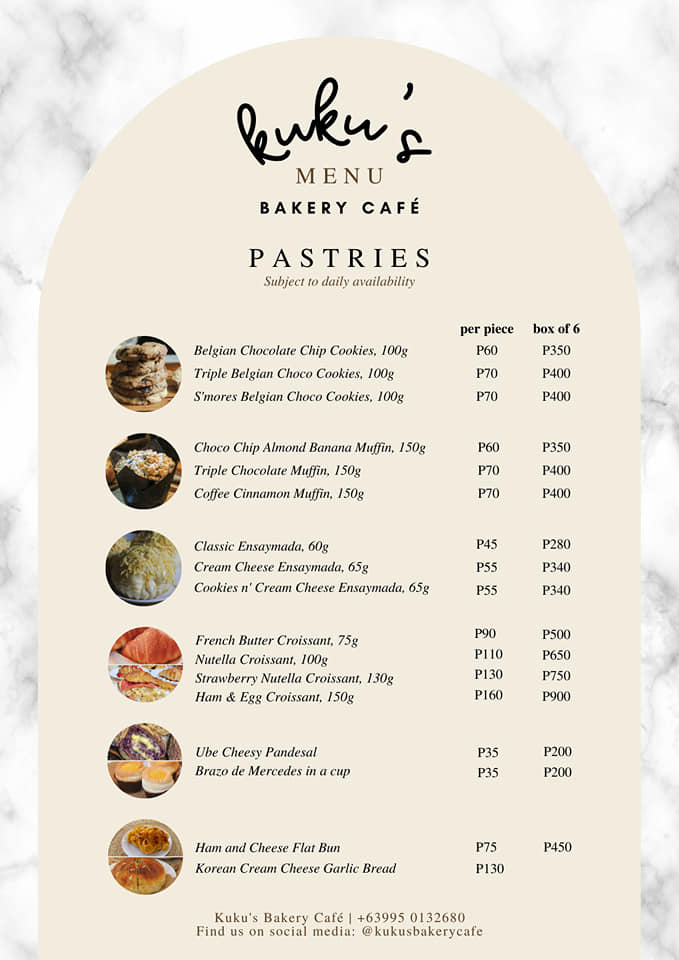 kuku's
MENU
BAKERY CAFÉ
PASTRIES
Subject to daily availability
per piece box of 6
Belgian Chocolate Chip Cookies, 100g P60 P350
Triple Belgian Choco Cookies, 100g P70 P400
S'mores Belgian Choco Cookies, 100g P70 P400
Choco Chip Almond Banana Muffin, 150g P60 P350
Triple Chocolate Muffin, 150g P70 P400
Coffee Cinnamon Muffin, 150g P70 P400
Classic Ensaymada, 60g P45 P280
Cream Cheese Ensaymada, 65g P55 P340
Cookies n' Cream Cheese Ensaymada, 65g P55 P340
French Butter Croissant, 75g P90 P500
Nutella Croissant, 100g P110 P650
Strawberry Nutella Croissant, 130g P130 P750
Ham & Egg Croissant, 150g P160 P900
Ube Cheesy Pandesal P35 P200
Brazo de Mercedes in a cup P35 P200
Ham and Cheese Flat Bun P75 P450
Korean Cream Cheese Garlic Bread P130
Kuku's Bakery Café | +63995 0132680
Find us on social media: @kukusbakerycafe